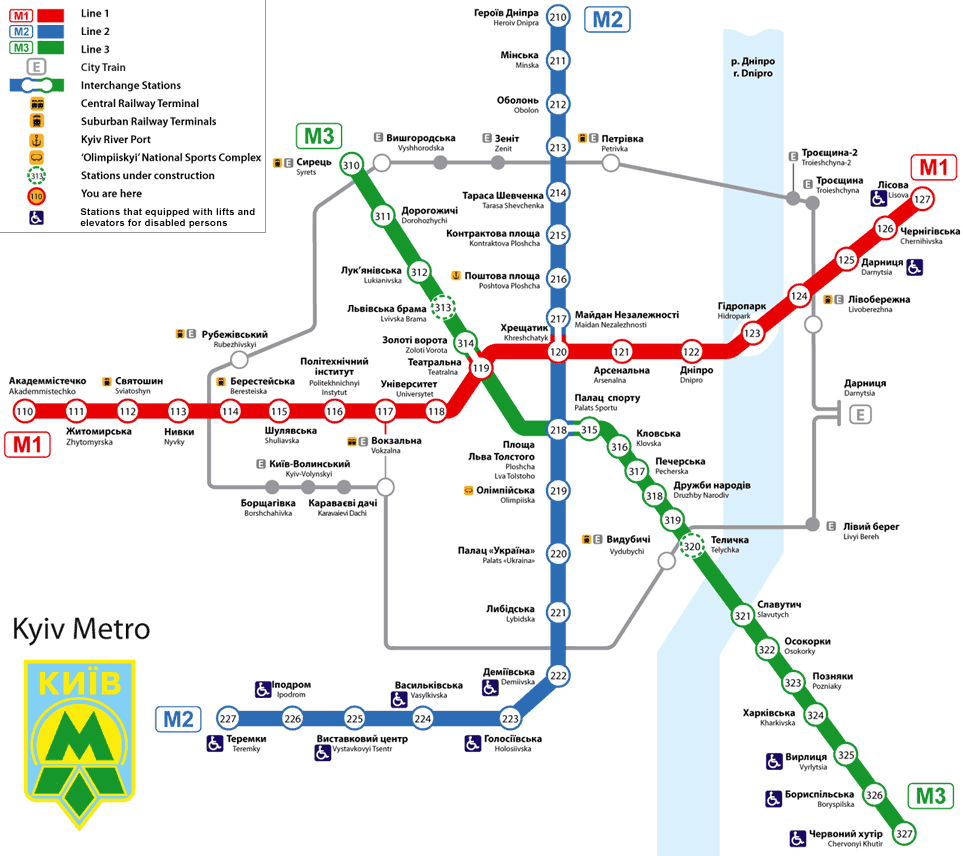 M1 Line 1
M2 Line 2
M3 Line 3
E City Train
Interchange Stations
Central Railway Terminal
Suburban Railway Terminals
Kyiv River Port
‘Olimpiiskyi’ National Sports Complex
313 Stations under construction
110 You are here
Stations that equipped with lifts and
elevators for disabled persons
Героїв Дніпра
Heroiv Dnipra
210
M2
Мінська
Minska
211
Оболонь
Obolon
212
р. Дніпро
r. Dnipro
M3
E Вишгородська
Vyshhorodska
E Зеніт
Zenit
213
E Петрівка
Petrivka
E Сирець
Syrets
310
E Троєщина-2
Troieshchyna-2
E Троєщина
Troieshchyna
M1
Лісова
Lisova
127
Тараса Шевченка
Tarasa Shevchenka
214
311
Дорогожичі
Dorohozhychi
Контрактова площа
Kontraktova Ploshcha
215
126
Чернігівська
Chernihivska
Лук’янівська
Lukianivska
312
Поштова площа
Poshtova Ploshcha
216
125
Дарниця
Darnytsia
Львівська брама
Lvivska Brama
313
217
Майдан Незалежності
Maidan Nezalezhnosti
124
E Лівобережна
Livoberezhna
Гідропарк
Hidropark
123
E Рубежівський
Rubezhivskyi
Золоті ворота
Zoloti Vorota
314
Хрещатик
Khreshchatyk
120
121
Арсенальна
Arsenalna
122
Дніпро
Dnipro
Театральна
Teatralna
119
Академмістечко
Akademmistechko
110
Святошин
Sviatoshyn
112
Берестейська
Beresteiska
114
Політехнічний
інститут
Politekhnichnyi
Instytut
116
Університет
Universytet
118
111
Житомирська
Zhytomyrska
113
Нивки
Nyvky
115
Шулявська
Shuliavska
117
E Вокзальна
Vokzalna
M1
Дарниця
Darnytsia
E
Палац спорту
Palats Sportu
218
315
Площа
Льва Толстого
Ploshcha
Lva Tolstoho
316
Кловська
Klovska
317
Печерська
Pecherska
318
Дружби народів
Druzhby Narodiv
319
E Київ-Волинський
Kyiv-Volynskyi
Борщагівка
Borshchahivka
Караваєві дачі
Karavaievi Dachi
Олімпійська
Olimpiiska
219
E Лівий берег
Livyi Bereh
E Видубичі
Vydubychi
320
Теличка
Telychka
Палац «Україна»
Palats «Ukraina»
220
Либідська
Lybidska
221
321
Славутич
Slavutych
322
Осокорки
Osokorky
323
Позняки
Pozniaky
Харківська
Kharkivska
324
Деміївська
Demiivska
222
Kyiv Metro
КИЇВ
M2
227
Теремки
Teremky
Іподром
Ipodrom
226
225
Виставковий центр
Vystavkovyi Tsentr
Васильківська
Vasylkivska
224
223
Голосіївська
Holosiivska
Вирлиця
Vyrlytsia
325
Бориспільська
Boryspilska
326
M3
Червоний хутір
Chervonyi Khutir
327